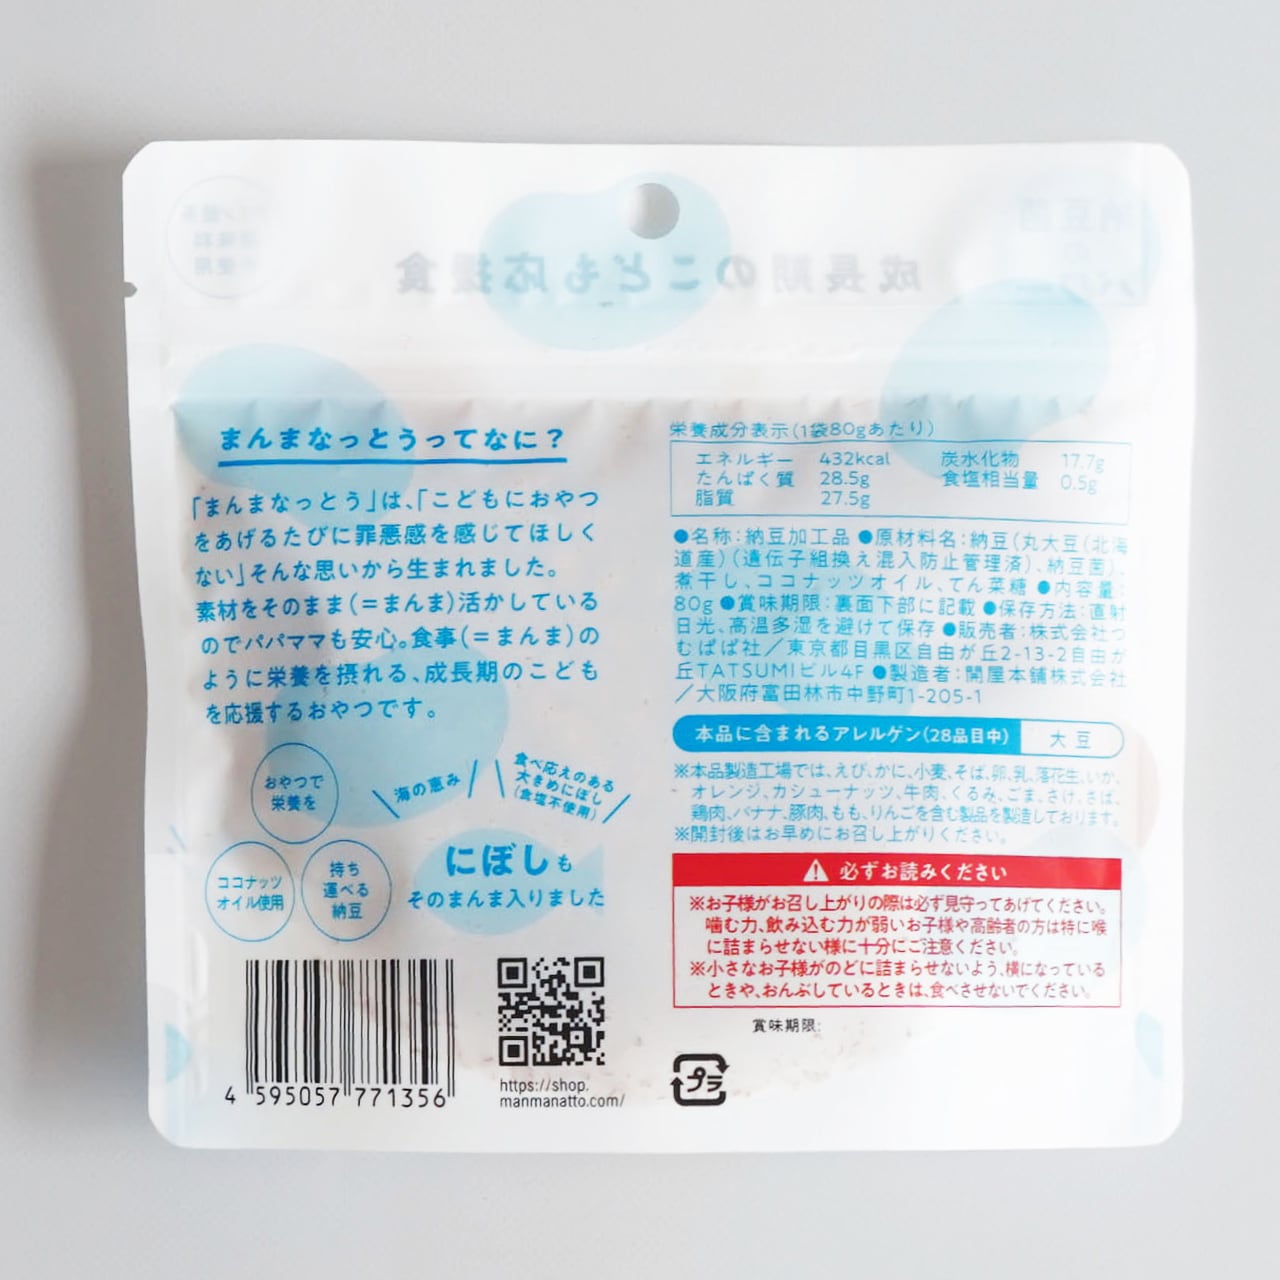 成長期のこども応援食
まんまなっとうってなに？
「まんまなっとう」は、「こどもにおやつ
をあげるたびに罪悪感を感じてほしく
ない」そんな思いから生まれました。
素材をそのまま(=まんま)活かしている
のでパパママも安心。食事(=まんま)の
ように栄養を摂れる、成長期のこども
を応援するおやつです。
おやつで
栄養を
ココナッツ
オイル使用
持ち
運べる
納豆
海の恵み
食べ応えのある
大きめにぼし
(食塩不使用)
にぼしも
そのまんま入りました
4 595057 771356
https://shop.
manmanatto.com/
栄養成分表示(1袋80gあたり)
エネルギー 432kcal 炭水化物 17.7g
たんぱく質 28.5g 食塩相当量 0.5g
脂質 27.5g
●名称:納豆加工品 ●原材料名:納豆(丸大豆(北海
道産)(遺伝子組換え混入防止管理済)、納豆菌)、
煮干し、ココナッツオイル、てん菜糖 ●内容量:
80g ●賞味期限:裏面下部に記載 ●保存方法:直射
日光、高温多湿を避けて保存 ●販売者:株式会社つ
むぱぱ社／東京都目黒区自由が丘2-13-2自由が
丘TATSUMIビル4F ●製造者:関屋本舗株式会社
／大阪府富田林市中野町1-205-1
本品に含まれるアレルゲン(28品目中) 大豆
※本品製造工場では、えび、かに、小麦、そば、卵、乳、落花生、いか、
オレンジ、カシューナッツ、牛肉、くるみ、ごま、さけ、さば、
鶏肉、バナナ、豚肉、もも、りんごを含む製品を製造しております。
※開封後はお早めにお召し上がりください。
必ずお読みください
※お子様がお召し上がりの際は必ず見守ってあげてください。
噛む力、飲み込む力が弱いお子様や高齢者の方は特に喉
に詰まらせない様に十分にご注意ください。
※小さなお子様がのどに詰まらせないよう、横になっている
ときや、おんぶしているときは、食べさせないでください。
賞味期限:
プラ